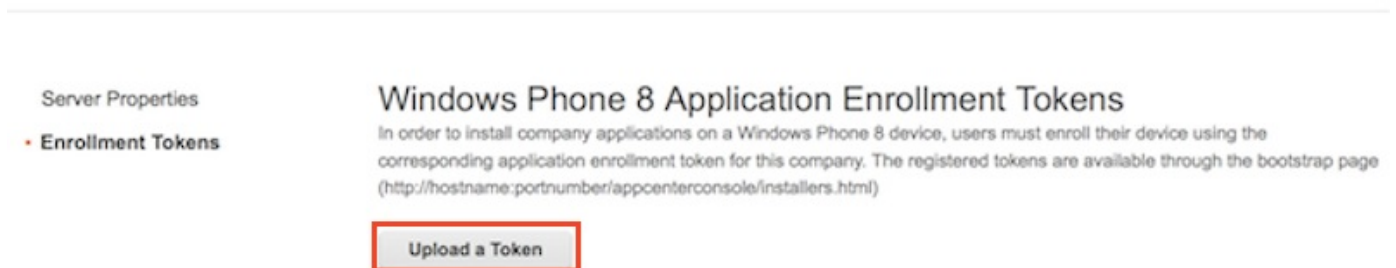 Server Properties
Enrollment Tokens
Windows Phone 8 Application Enrollment Tokens
In order to install company applications on a Windows Phone 8 device, users must enroll their device using the
corresponding application enrollment token for this company. The registered tokens are available through the bootstrap page
(http://hostname:portnumber/appcenterconsole/installers.html)
Upload a Token